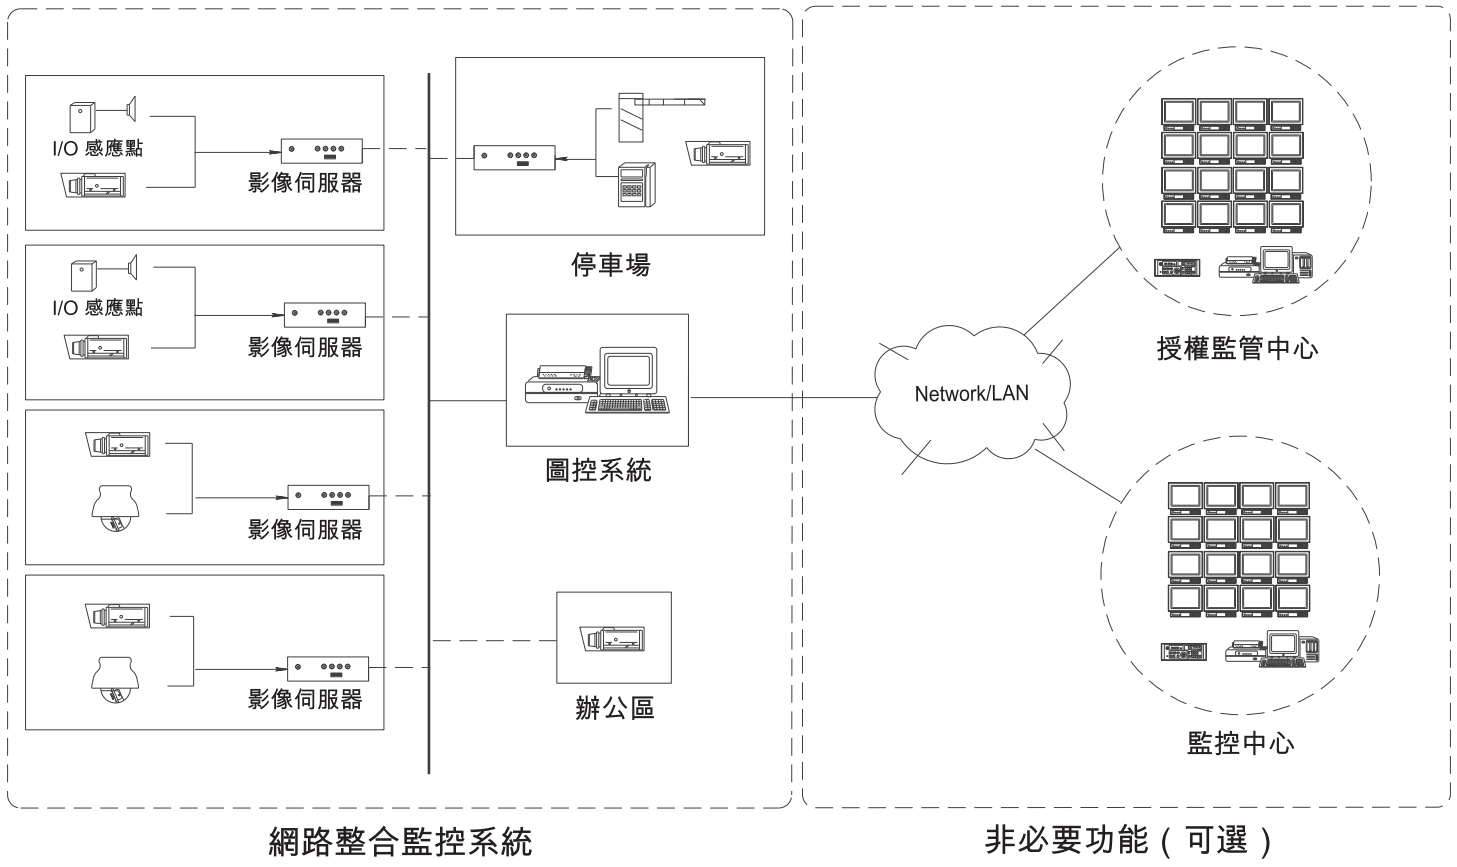 I/O 感應點
影像伺服器
I/O 感應點
影像伺服器
影像伺服器
影像伺服器
停車場
圖控系統
辦公區
網路整合監控系統
Network/LAN
授權監管中心
監控中心
非必要功能 ( 可選 )